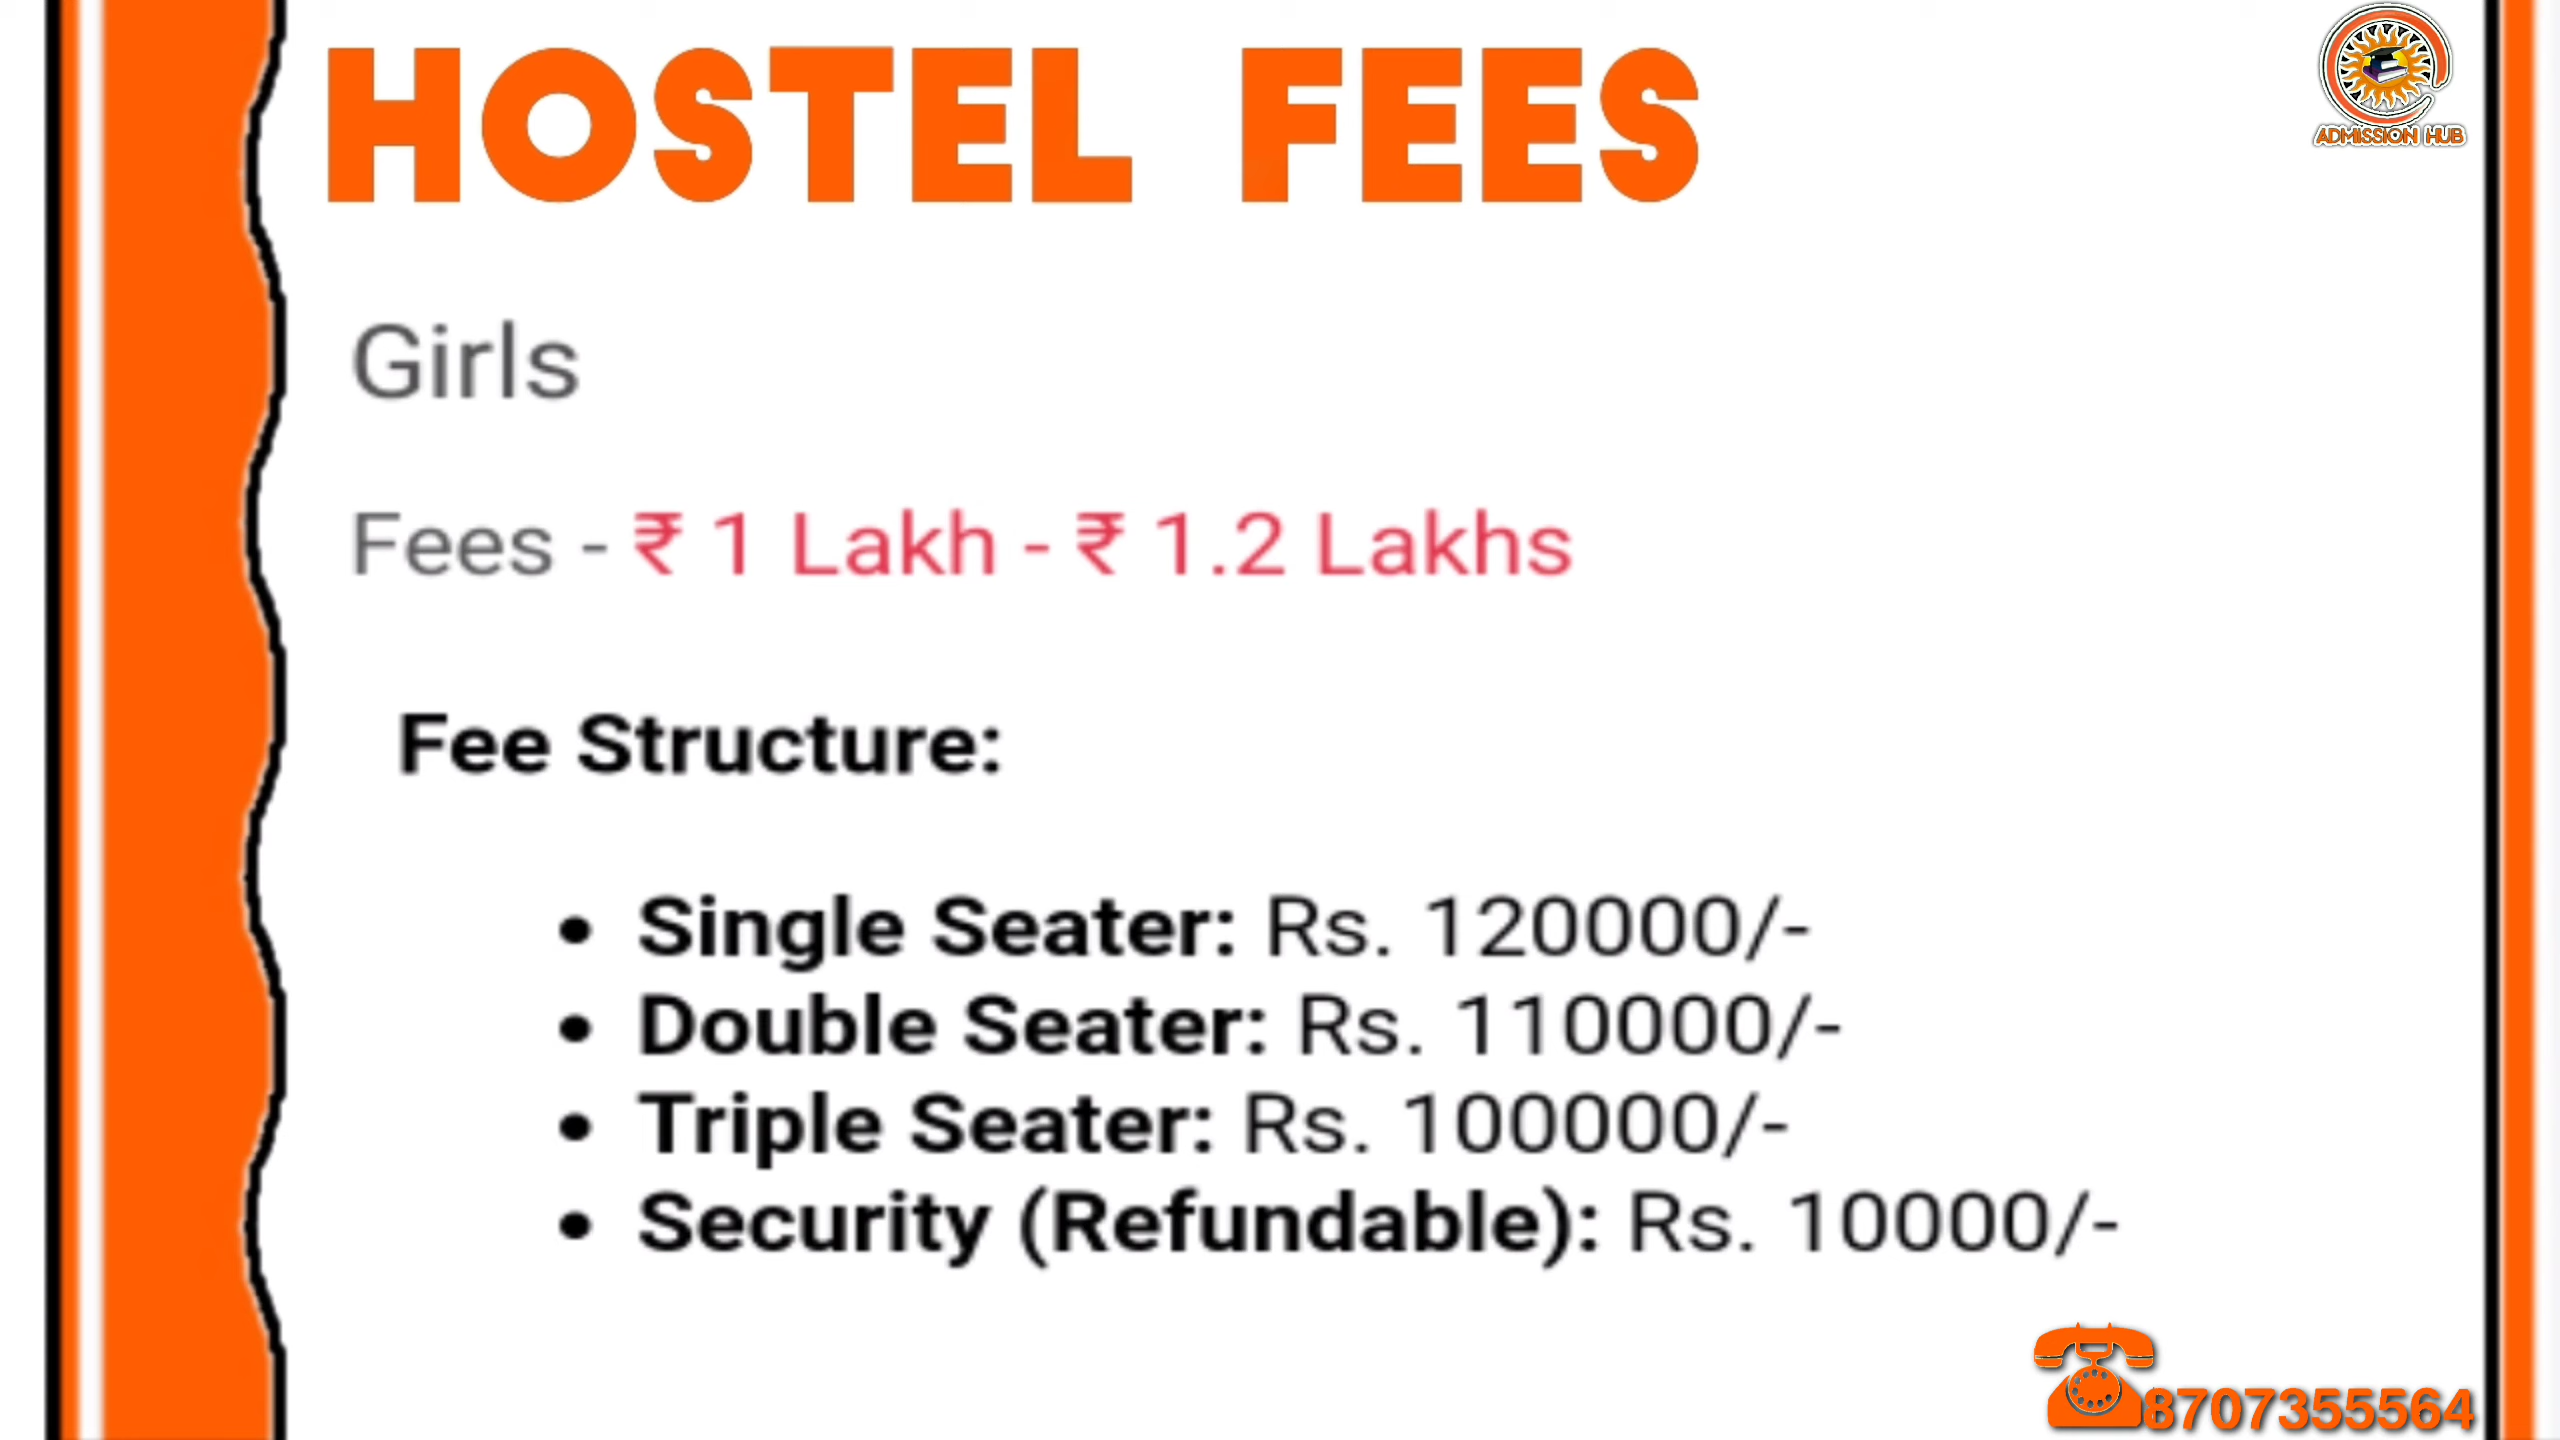 HOSTEL FEES
ADMISSION HUB
Girls
Fees - ₹ 1 Lakh - ₹ 1.2 Lakhs
Fee Structure:
• Single Seater: Rs. 120000/-
• Double Seater: Rs. 110000/-
• Triple Seater: Rs. 100000/-
• Security (Refundable): Rs. 10000/-
8707355564